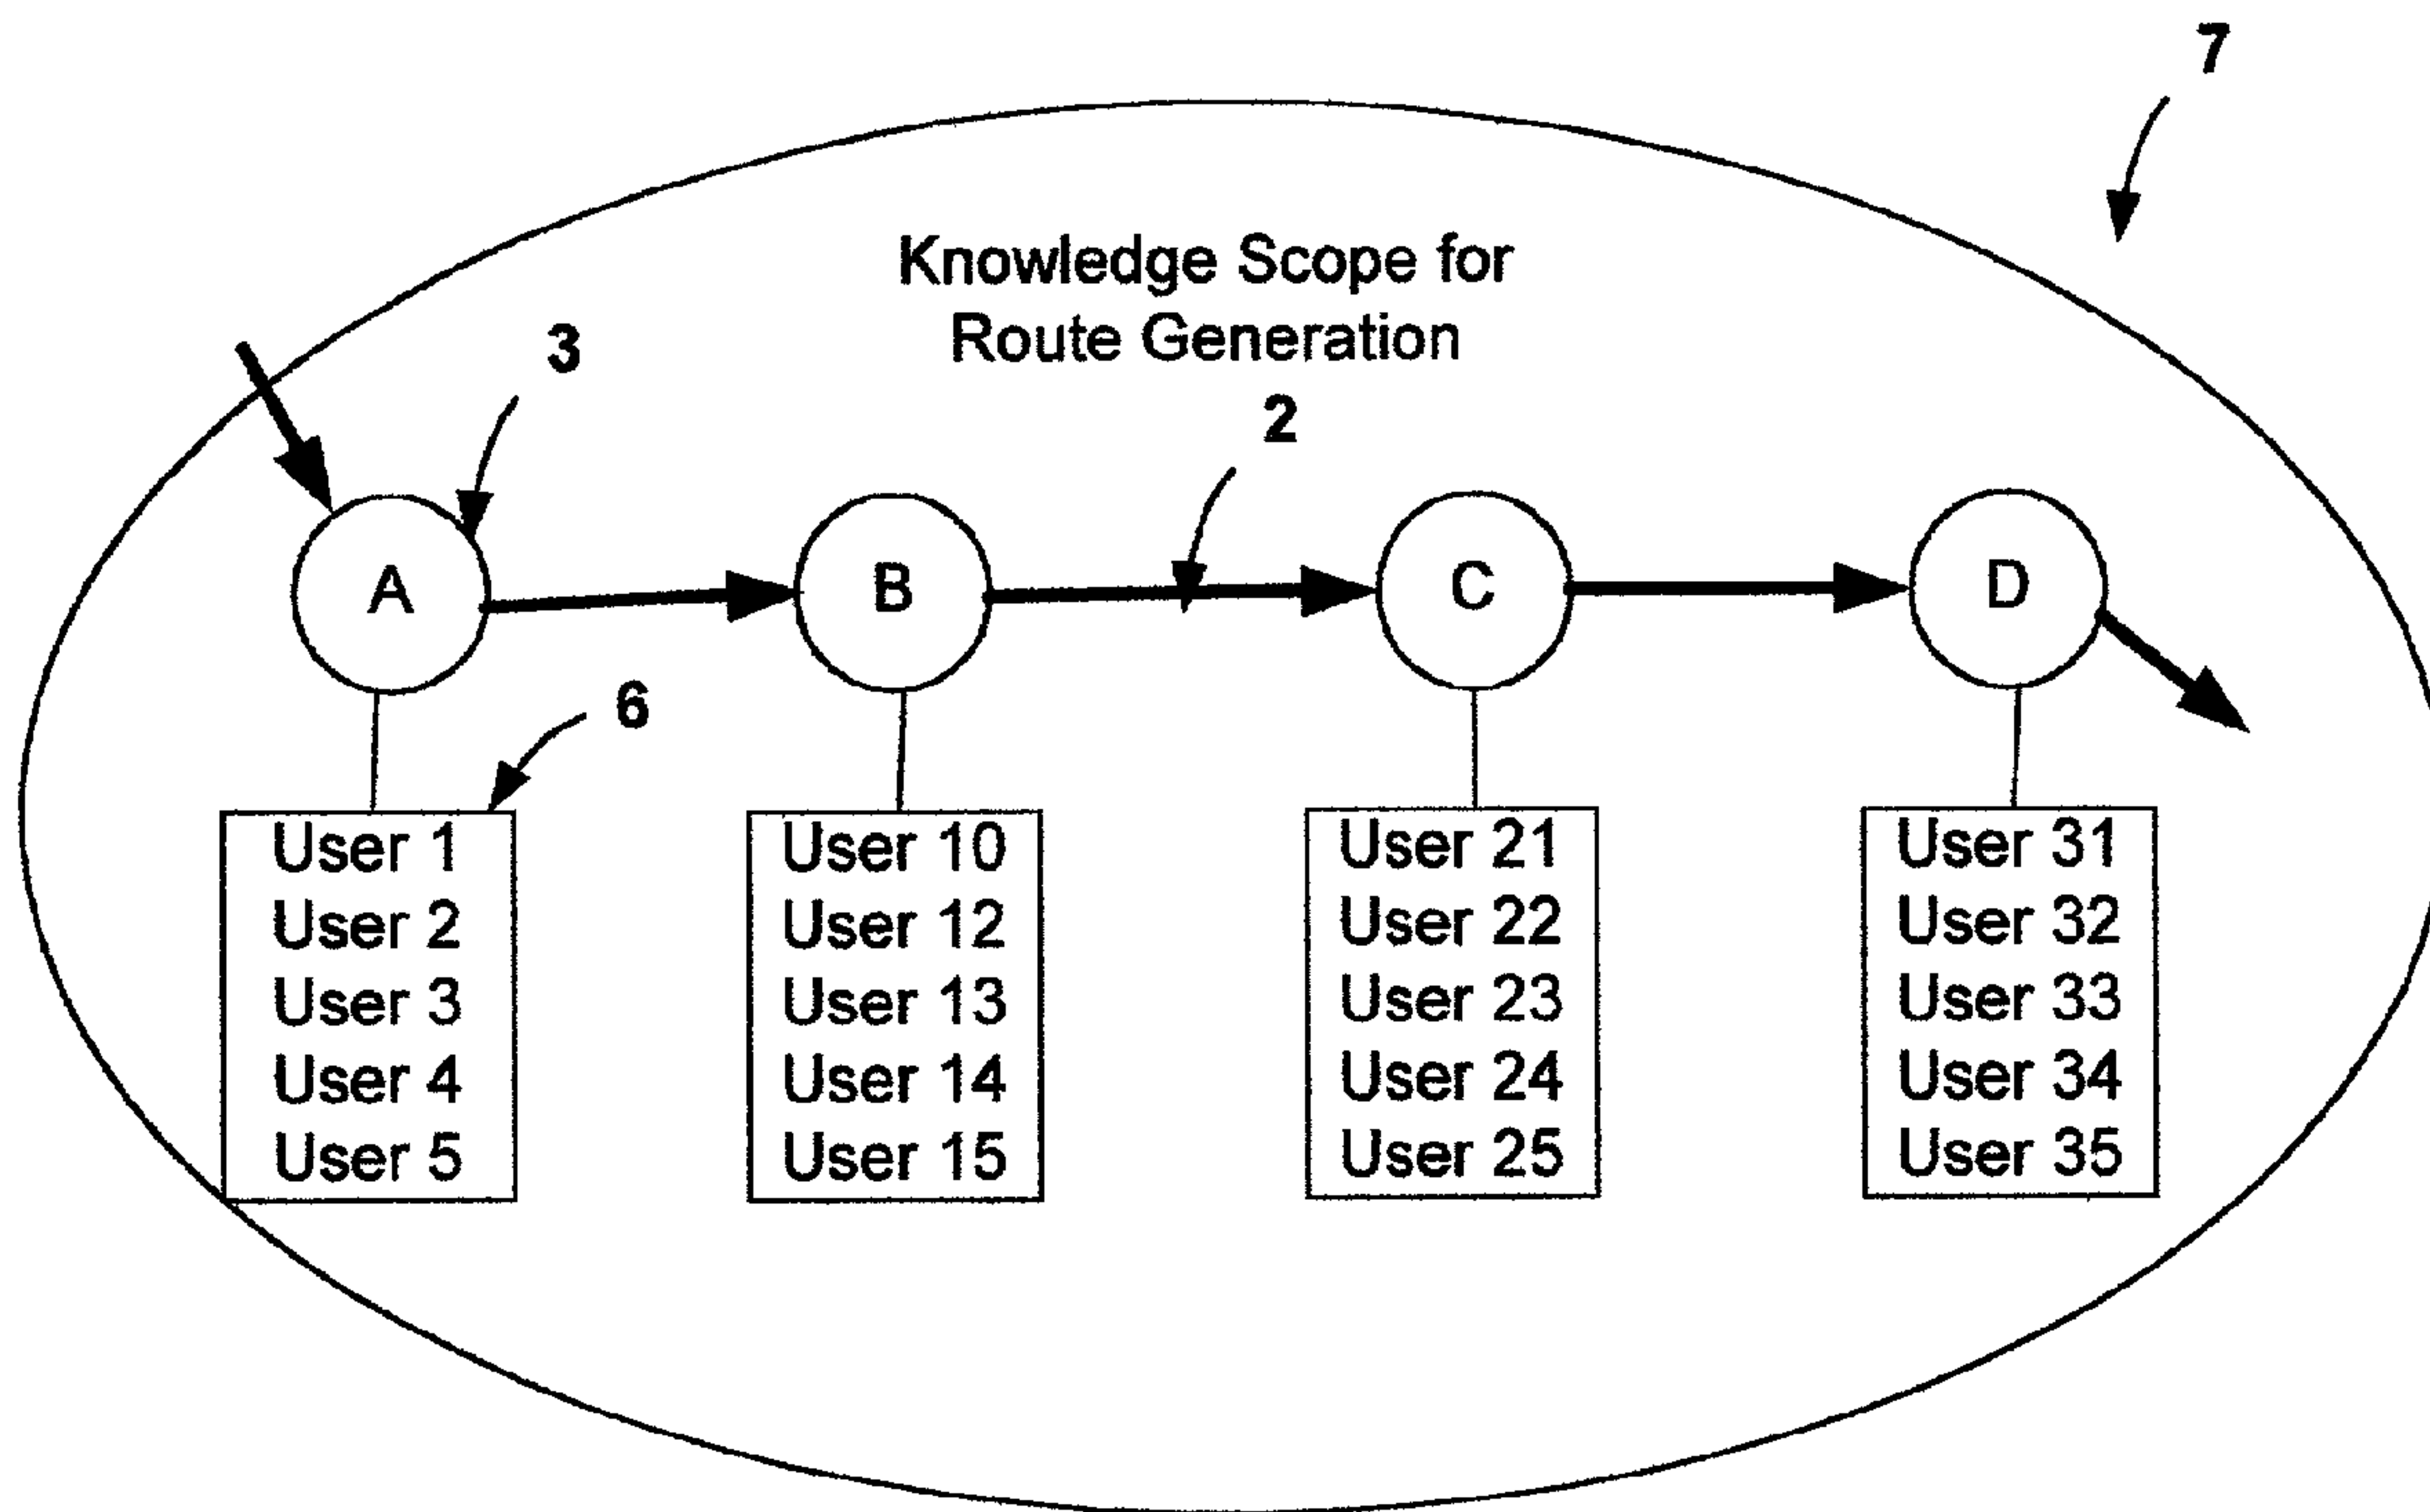 7
Knowledge Scope for
Route Generation
3
2
A
B
C
D
6
User 1
User 2
User 3
User 4
User 5
User 10
User 12
User 13
User 14
User 15
User 21
User 22
User 23
User 24
User 25
User 31
User 32
User 33
User 34
User 35